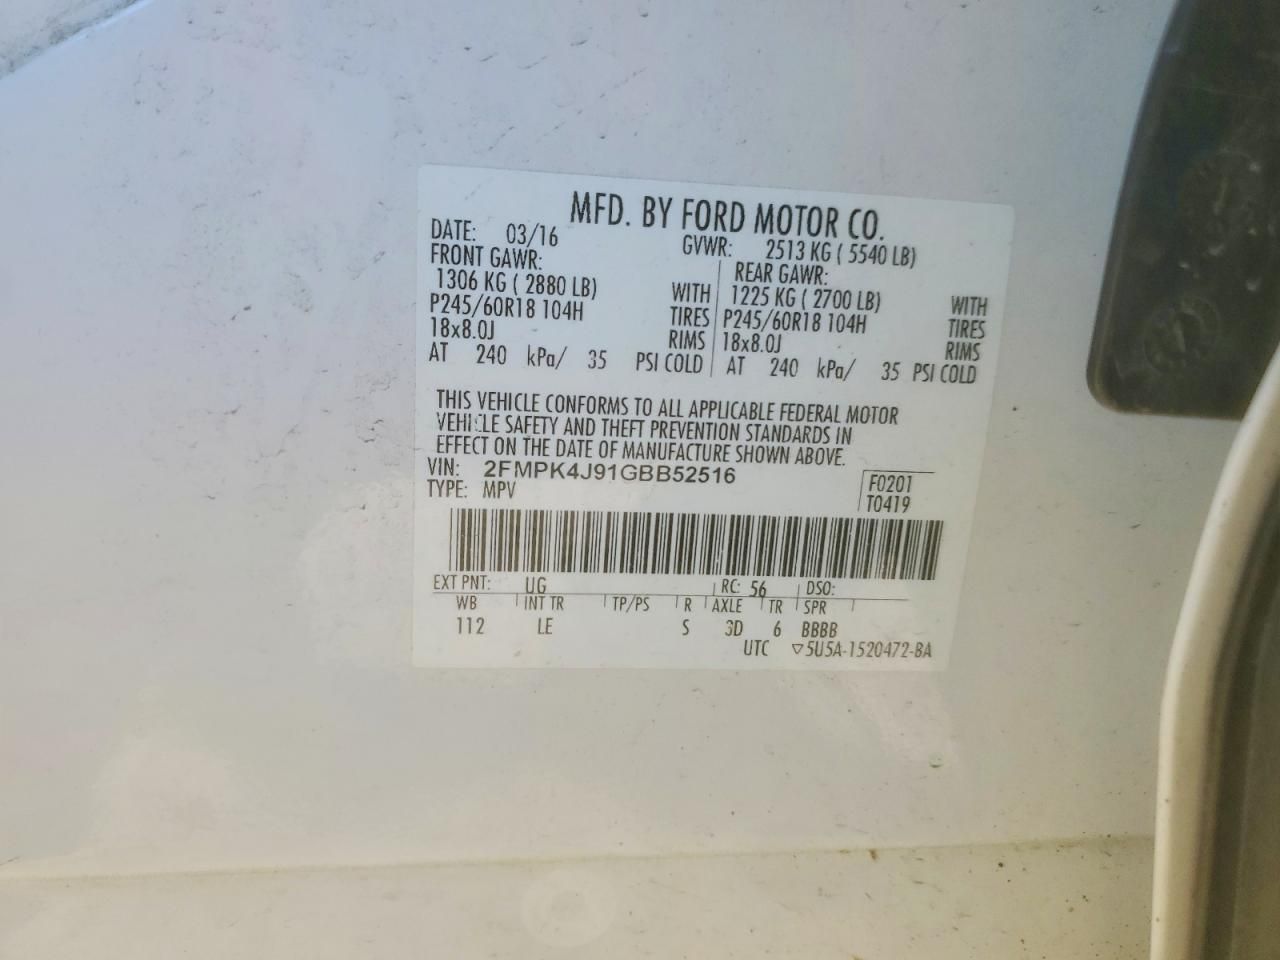 MFD. BY FORD MOTOR CO.
DATE: 03/16 GVWR: 2513 KG ( 5540 LB)
FRONT GAWR: REAR GAWR:
1306 KG ( 2880 LB) WITH 1225 KG ( 2700 LB) WITH
P245/60R18 104H TIRES P245/60R18 104H TIRES
18x8.0J RIMS 18x8.0J RIMS
AT 240 kPa/ 35 PSI COLD AT 240 kPa/ 35 PSI COLD
THIS VEHICLE CONFORMS TO ALL APPLICABLE FEDERAL MOTOR
VEHICLE SAFETY AND THEFT PREVENTION STANDARDS IN
EFFECT ON THE DATE OF MANUFACTURE SHOWN ABOVE.
VIN: 2FMPK4J91GBB52516 F0201
TYPE: MPV T0419
EXT PNT: UG RC: 56 DSO:
WB INT TR TP/PS R AXLE TR SPR
112 LE S 3D 6 BBBB
UTC ▽5U5A-1520472-BA